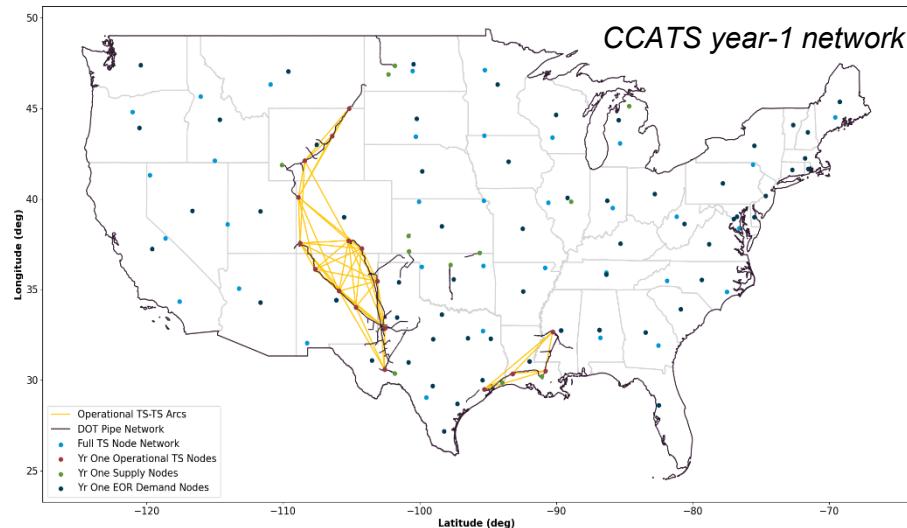 CCATS year-1 network
50
45
40
35
30
25
Longitude (deg)
Operational TS-TS Arcs
DOT Pipe Network
Full TS Node Network
Yr One Operational TS Nodes
Yr One Supply Nodes
Yr One EOR Demand Nodes
−120
−110
−100
−90
−80
−70
Latitude (deg)